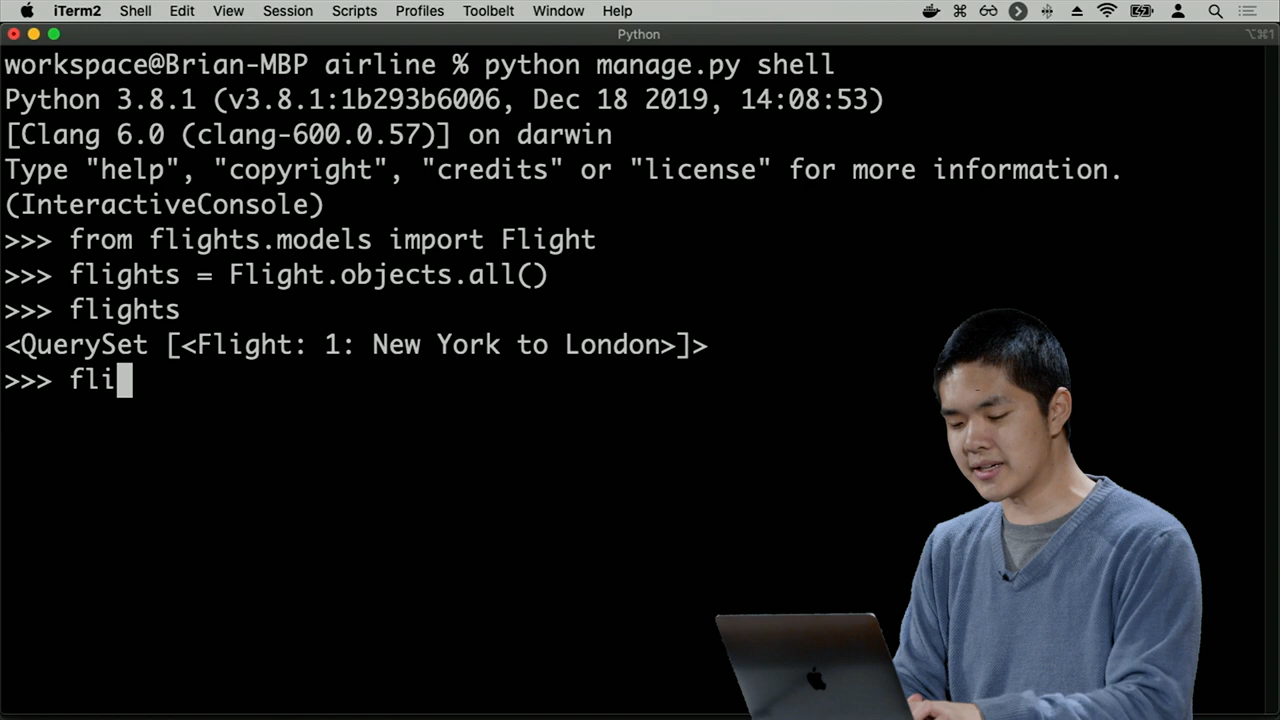 iTerm2 Shell Edit View Session Scripts Profiles Toolbelt Window Help
Python ⌥⌘1
workspace@Brian-MBP airline % python manage.py shell
Python 3.8.1 (v3.8.1:1b293b6006, Dec 18 2019, 14:08:53)
[Clang 6.0 (clang-600.0.57)] on darwin
Type "help", "copyright", "credits" or "license" for more information.
(InteractiveConsole)
>>> from flights.models import Flight
>>> flights = Flight.objects.all()
>>> flights
<QuerySet [<Flight: 1: New York to London>]>
>>> fli